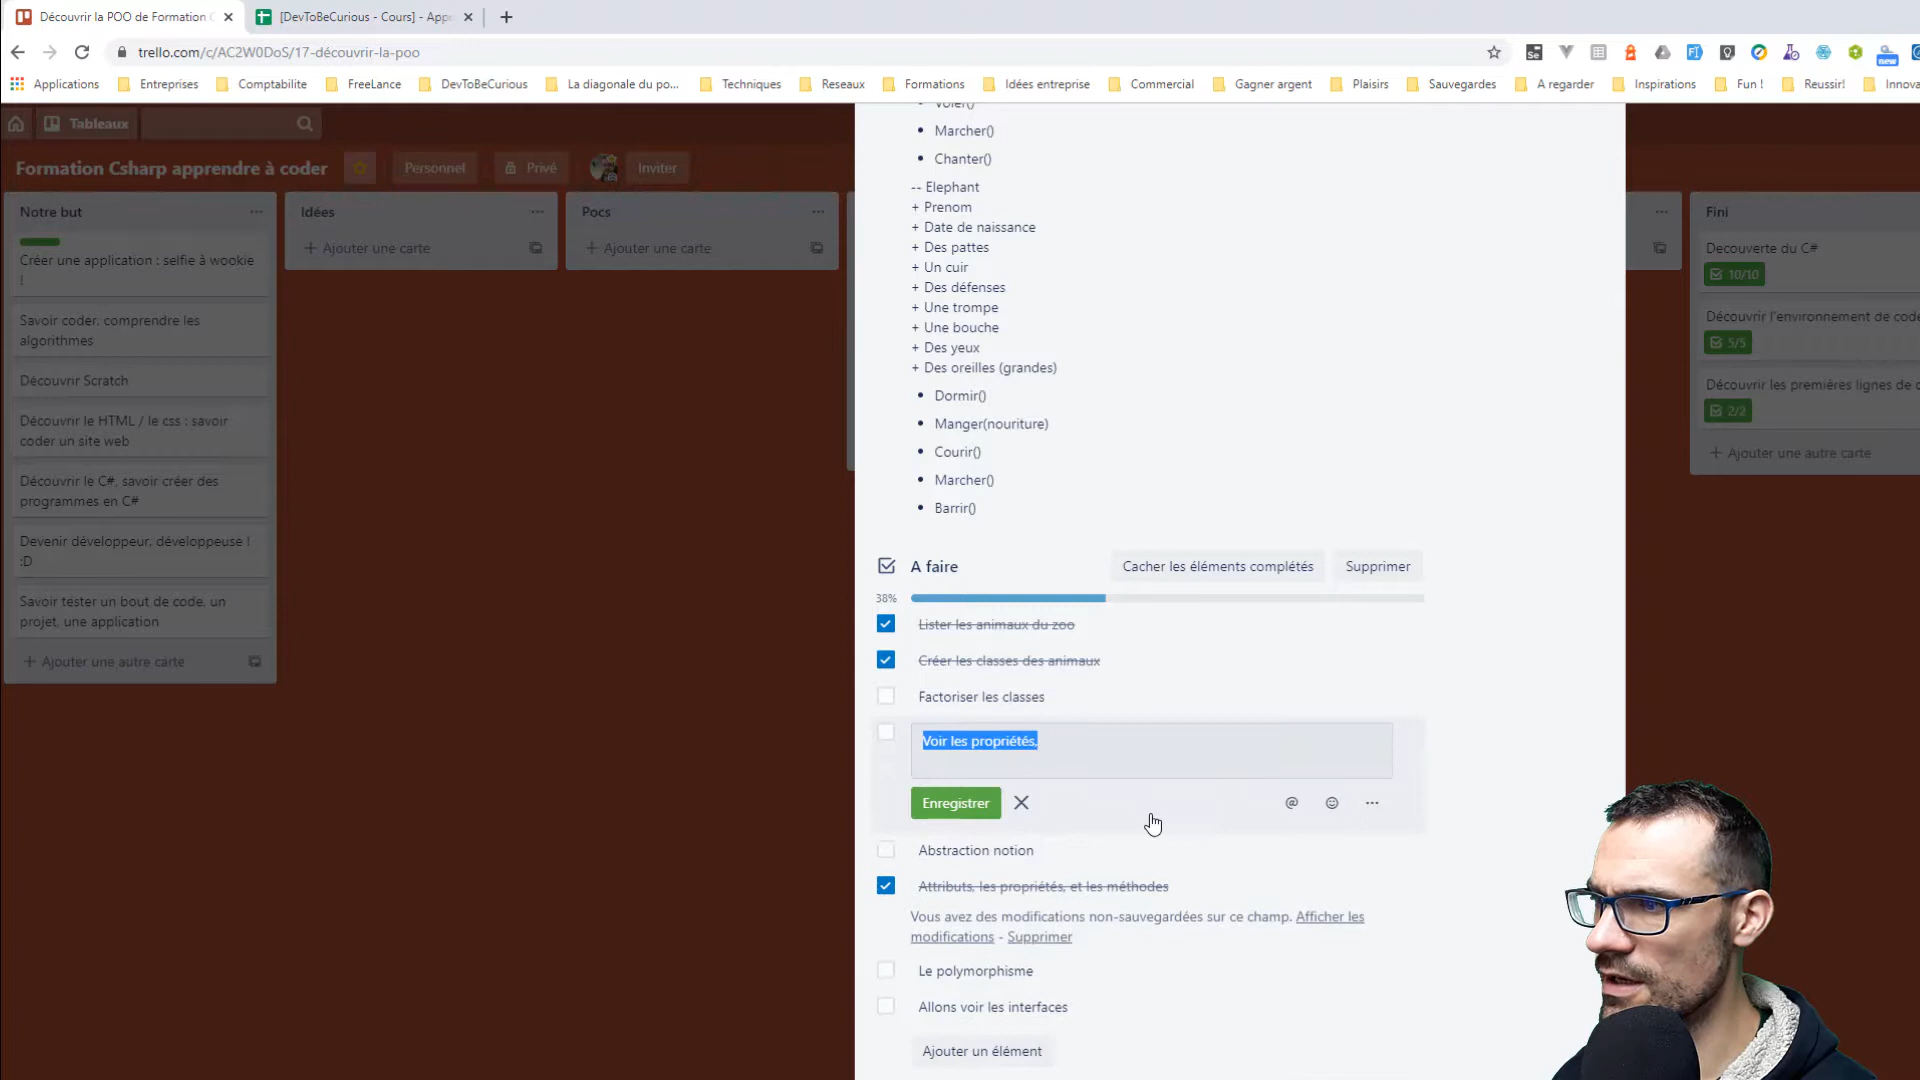 Découvrir la POO de Formation C
[DevToBeCurious - Cours] - Appr
trello.com/c/AC2W0DoS/17-découvrir-la-poo
Applications
Entreprises
Comptabilite
FreeLance
DevToBeCurious
La diagonale du po...
Techniques
Reseaux
Formations
Idées entreprise
Commercial
Gagner argent
Plaisirs
Sauvegardes
A regarder
Inspirations
Fun !
Reussir!
Innova
new
Tableaux
Formation Csharp apprendre à coder
Personnel
Privé
Inviter
Notre but
Créer une application : selfie à wookie
!
Savoir coder, comprendre les
algorithmes
Découvrir Scratch
Découvrir le HTML / le css : savoir
coder un site web
Découvrir le C#, savoir créer des
programmes en C#
Devenir développeur, développeuse !
:D
Savoir tester un bout de code, un
projet, une application
+ Ajouter une autre carte
Idées
+ Ajouter une carte
Pocs
+ Ajouter une carte
Voler()
Marcher()
Chanter()
-- Elephant
+ Prenom
+ Date de naissance
+ Des pattes
+ Un cuir
+ Des défenses
+ Une trompe
+ Une bouche
+ Des yeux
+ Des oreilles (grandes)
Dormir()
Manger(nouriture)
Courir()
Marcher()
Barrir()
A faire
Cacher les éléments complétés
Supprimer
38%
Lister les animaux du zoo
Créer les classes des animaux
Factoriser les classes
Voir les propriétés,
Enregistrer
Abstraction notion
Attributs, les propriétés, et les méthodes
Vous avez des modifications non-sauvegardées sur ce champ. Afficher les
modifications - Supprimer
Le polymorphisme
Allons voir les interfaces
Ajouter un élément
Fini
Decouverte du C#
10/10
Découvrir l'environnement de code
5/5
Découvrir les premières lignes de c
2/2
+ Ajouter une autre carte